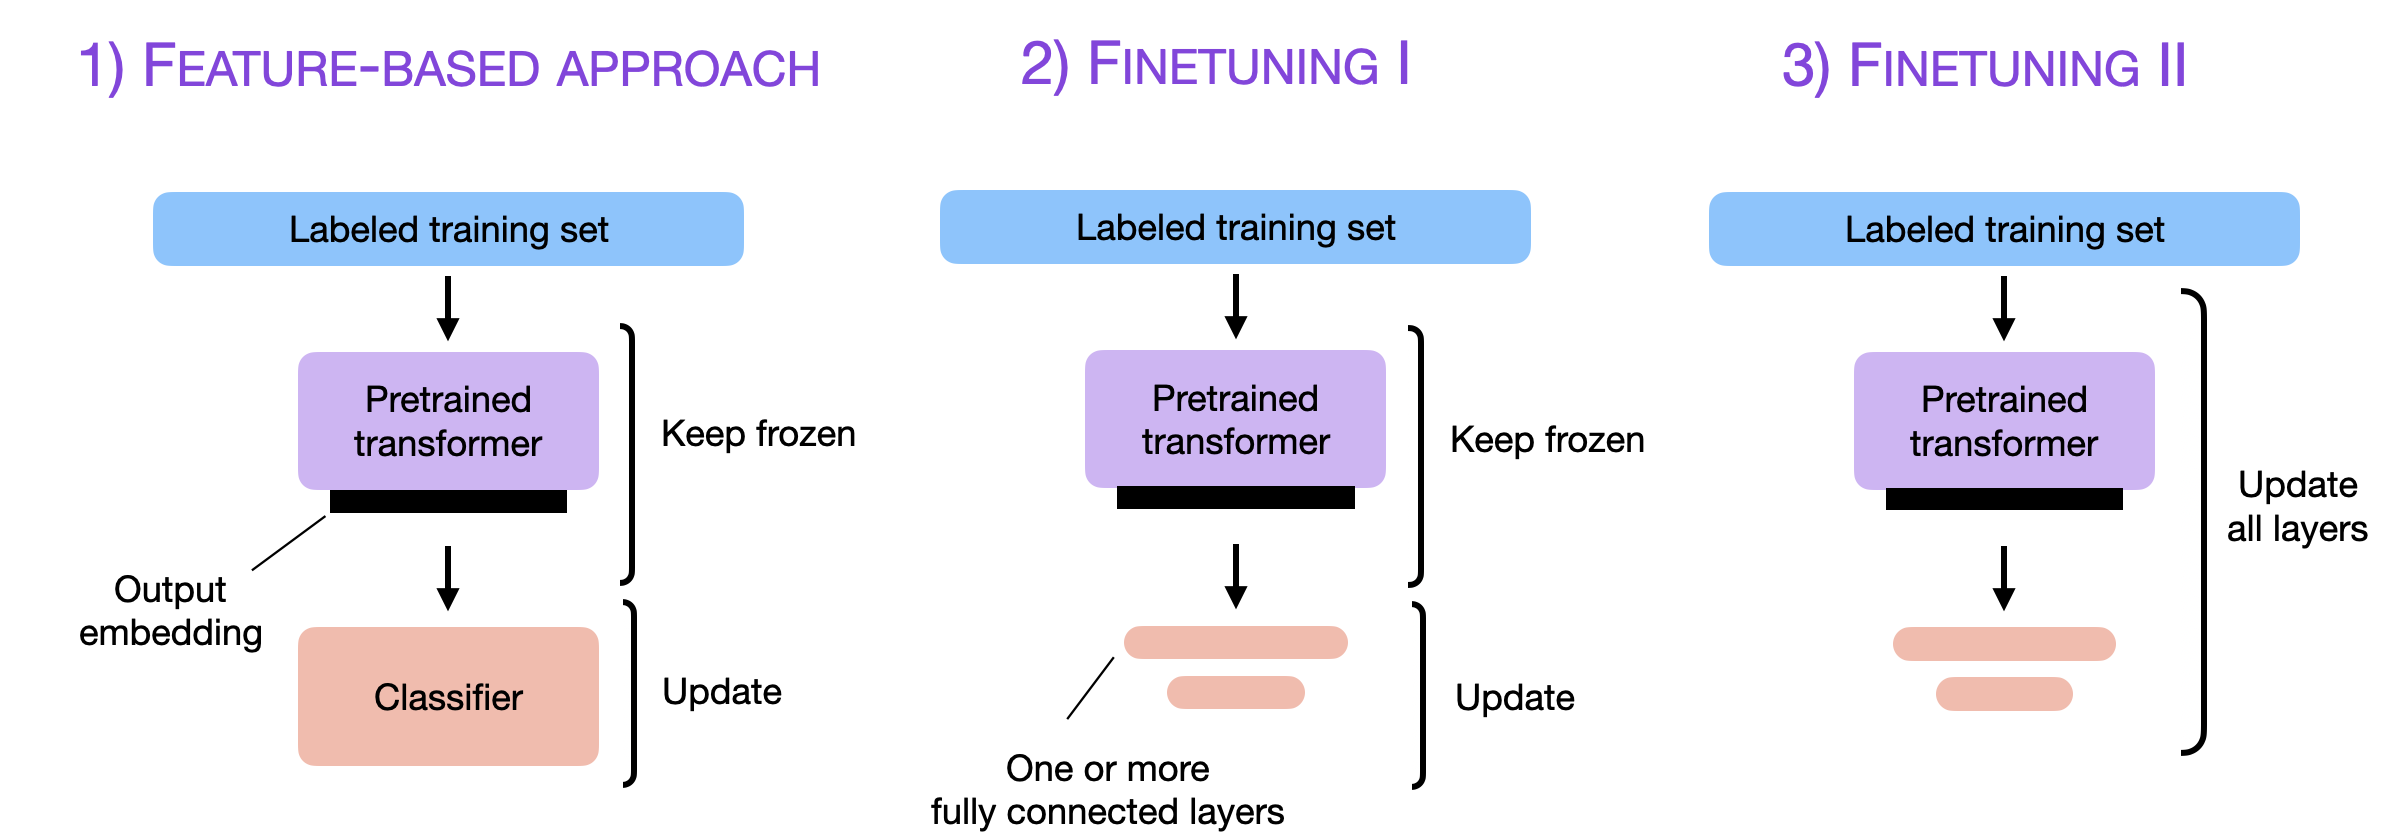 1) FEATURE-BASED APPROACH
Labeled training set
Pretrained
transformer
Keep frozen
Output
embedding
Classifier
Update
2) FINETUNING I
Labeled training set
Pretrained
transformer
Keep frozen
Update
One or more
fully connected layers
3) FINETUNING II
Labeled training set
Pretrained
transformer
Update
all layers